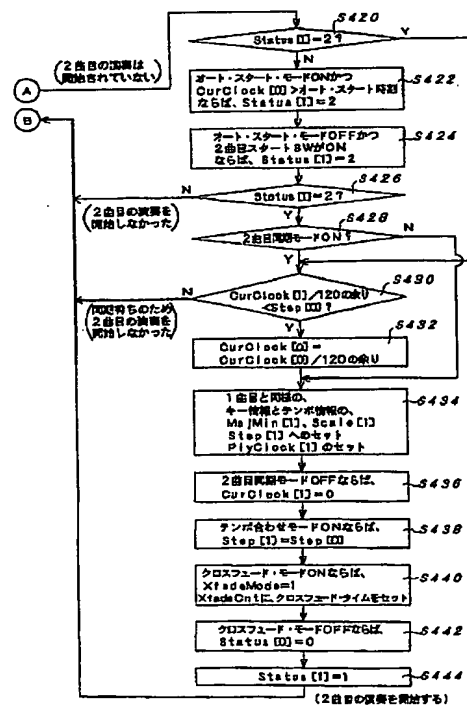 S420
Status[1]=2?
Y
N
(2曲目の演奏は
開始されていない)
A
B
S422
オート・スタート・モードONかつ
CurClock[0]>オート・スタート時刻
ならば、Status[1]=2
S424
オート・スタート・モードOFFかつ
2曲目スタートSWがON
ならば、Status[1]=2
S426
Status[1]=2?
N
Y
(2曲目の演奏を
開始しなかった)
S428
2曲目同期モードON?
N
Y
S430
CurClock[1]/120の余り
<Step[0]?
N
Y
(同期待ちのため
2曲目の演奏を
開始しなかった)
S432
CurClock[0]=
CurClock[0]/120の余り
S434
1曲目と同様の、
キー情報とテンポ情報の、
Maj/Min[1]、Scale[1]
Step[1]へのセット
PlyClock[1]のセット
S436
2曲目同期モードOFFならば、
CurClock[1]=0
S438
テンポ合わせモードONならば、
Step[1]=Step[0]
S440
クロスフェード・モードONならば、
XfadeMode=1
XfadeCntに、クロスフェード・タイムをセット
S442
クロスフェード・モードOFFならば、
Status[0]=0
S444
Status[1]=1
(2曲目の演奏を開始する)